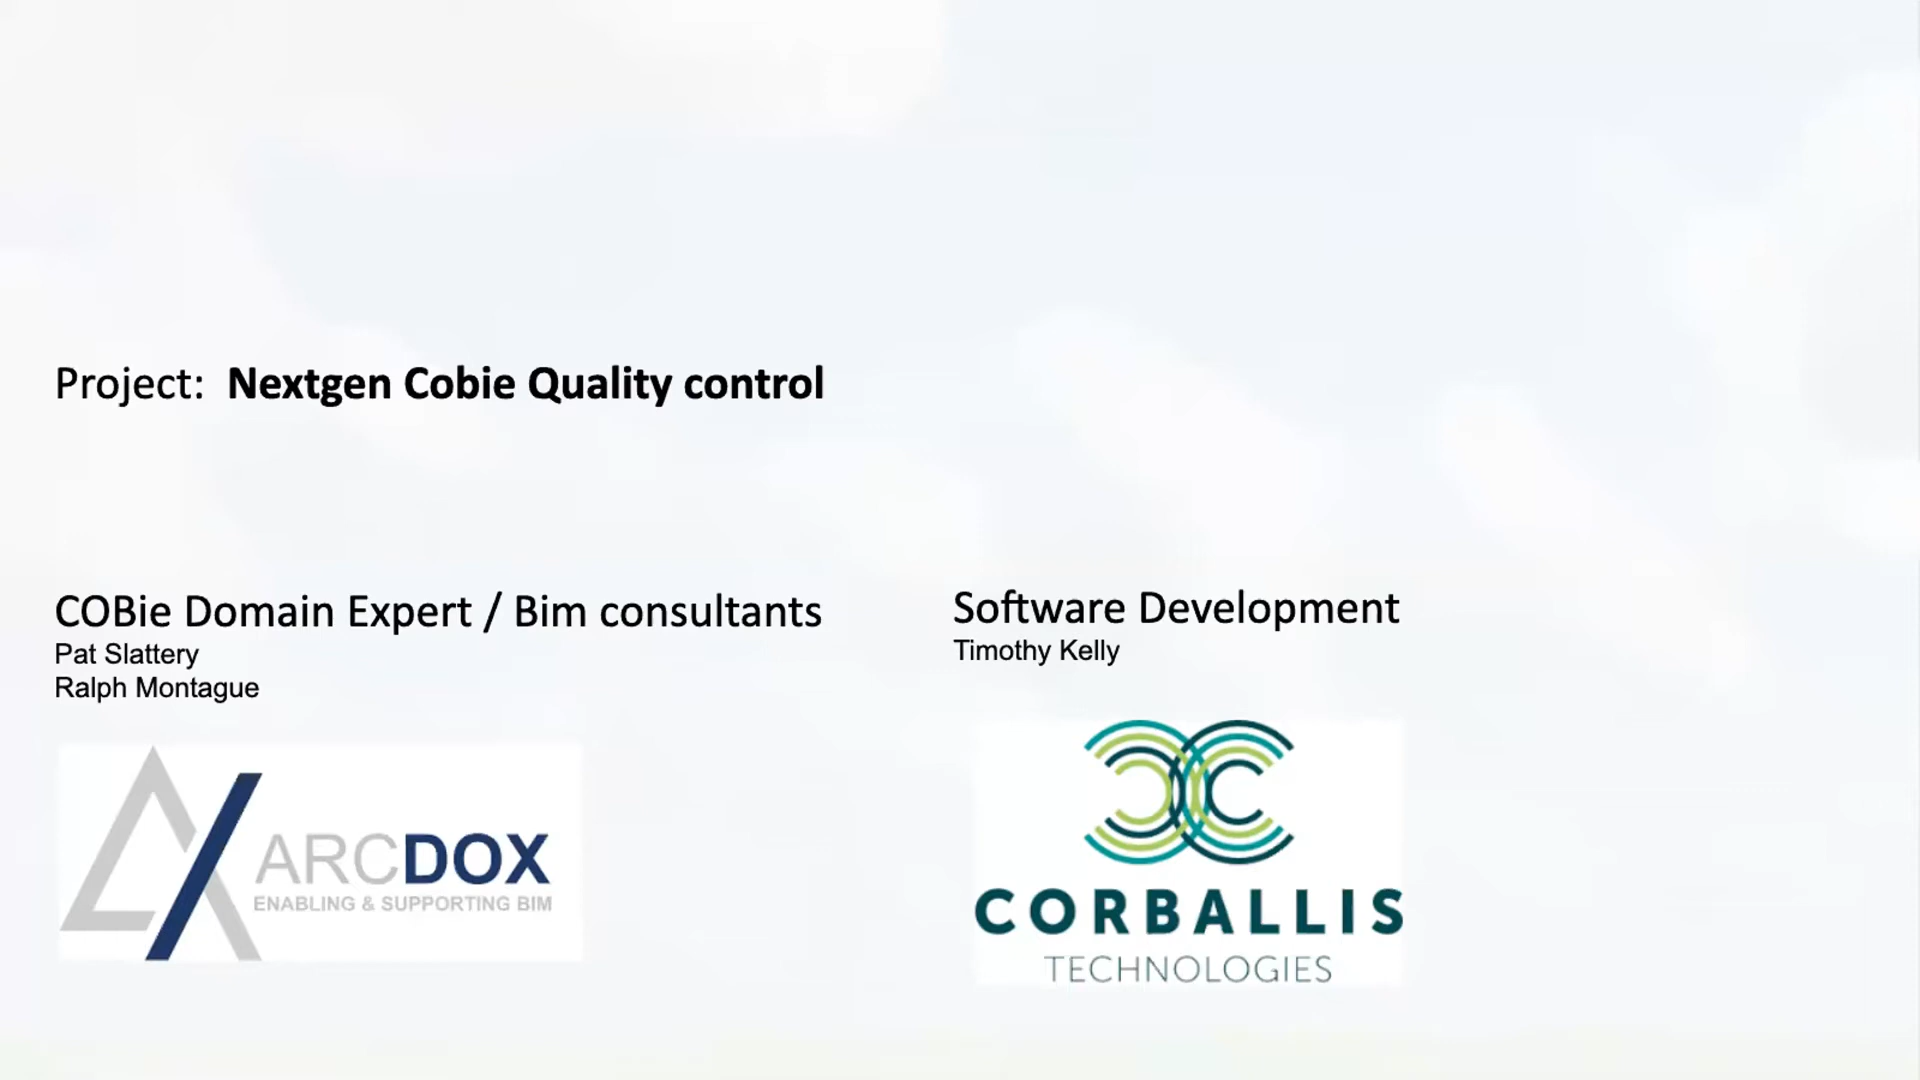 Project: Nextgen Cobie Quality control
COBie Domain Expert / Bim consultants
Pat Slattery
Ralph Montague
ARCDOX
ENABLING & SUPPORTING BIM
Software Development
Timothy Kelly
CORBALLIS
TECHNOLOGIES